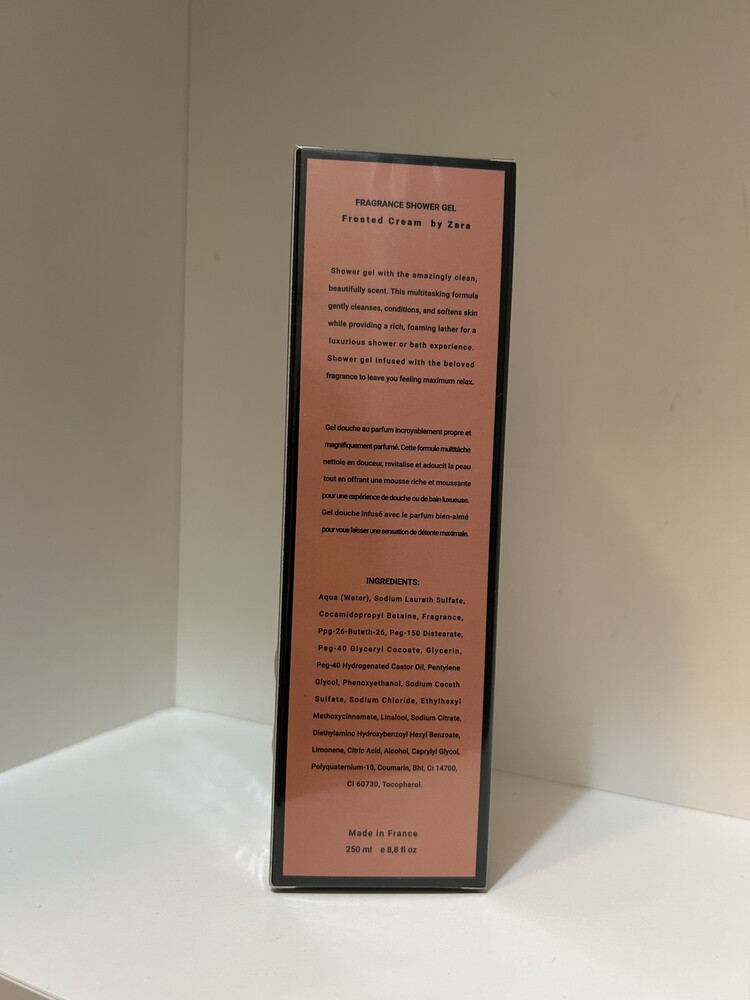 FRAGRANCE SHOWER GEL
Frosted Cream by Zara
Shower gel with the amazingly clean,
beautifully scent. This multitasking formula
gently cleanses, conditions, and softens skin
while providing a rich, foaming lather for a
luxurious shower or bath experience.
Shower gel infused with the beloved
fragrance to leave you feeling maximum relax.
Gel douche au parfum incroyablement propre et
magnifiquement parfumé. Cette formule multitâche
nettoie en douceur, revitalise et adoucit la peau
tout en offrant une mousse riche et moussante
pour une expérience de douche ou de bain luxueuse.
Gel douche infusé avec le parfum bien-aimé
pour vous laisser une sensation de détente maximale.
INGREDIENTS:
Aqua (Water), Sodium Laureth Sulfate,
Cocamidopropyl Betaine, Fragrance,
Ppg-26-Buteth-26, Peg-150 Distearate,
Peg-40 Glyceryl Cocoate, Glycerin,
Peg-40 Hydrogenated Castor Oil, Pentylene
Glycol, Phenoxyethanol, Sodium Coceth
Sulfate, Sodium Chloride, Ethylhexyl
Methoxycinnamate, Linalool, Sodium Citrate,
Diethylamino Hydroxybenzoyl Hexyl Benzoate,
Limonene, Citric Acid, Alcohol, Caprylyl Glycol,
Polyquaternium-10, Coumarin, Bht, Ci 14700,
Ci 60730, Tocopherol.
Made in France
250 ml e 8,8 fl oz